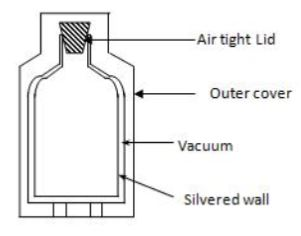 Air tight Lid
Outer cover
Vacuum
Silvered wall